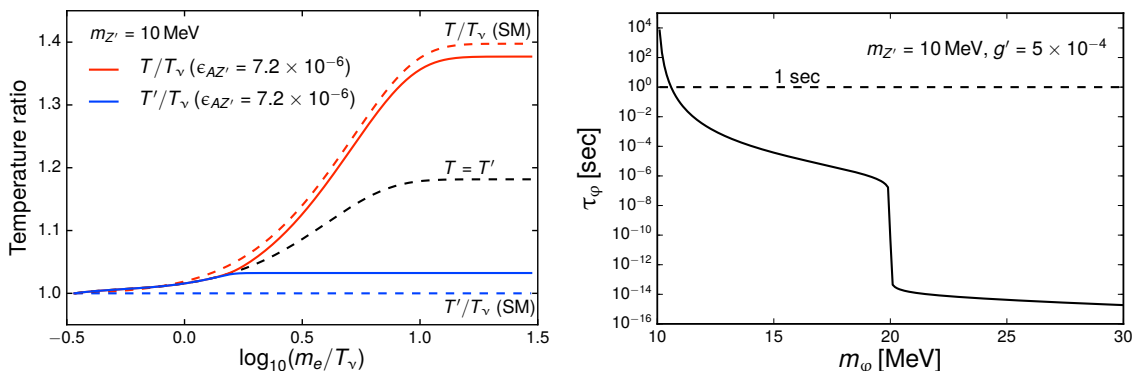 m_{Z'} = 10 MeV
T/T_ν (ϵ_{AZ'} = 7.2 × 10^{−6})
T'/T_ν (ϵ_{AZ'} = 7.2 × 10^{−6})
T/T_ν (SM)
T = T'
T'/T_ν (SM)
Temperature ratio
1.4
1.3
1.2
1.1
1.0
−0.5 0.0 0.5 1.0 1.5
log_{10}(m_e/T_ν)
m_{Z'} = 10 MeV, g' = 5 × 10^{−4}
1 sec
τ_φ [sec]
10^{4}
10^{2}
10^{0}
10^{−2}
10^{−4}
10^{−6}
10^{−8}
10^{−10}
10^{−12}
10^{−14}
10^{−16}
10 15 20 25 30
m_φ [MeV]